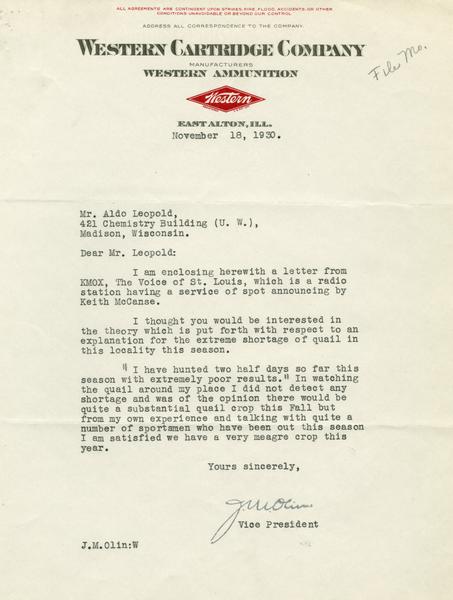 ALL AGREEMENTS ARE CONTINGENT UPON STRIKES, FIRE, FLOOD, ACCIDENTS, OR OTHER
CONDITIONS UNAVOIDABLE OR BEYOND OUR CONTROL
ADDRESS ALL CORRESPONDENCE TO THE COMPANY.
WESTERN CARTRIDGE COMPANY
File Mo.
MANUFACTURERS
WESTERN AMMUNITION
Western
EAST ALTON, ILL.
November 18, 1930.
Mr. Aldo Leopold,
421 Chemistry Building (U. W.),
Madison, Wisconsin.
Dear Mr. Leopold:
I am enclosing herewith a letter from
KMOX, The Voice of St. Louis, which is a radio
station having a service of spot announcing by
Keith McCanse.
I thought you would be interested in
the theory which is put forth with respect to an
explanation for the extreme shortage of quail in
this locality this season.
"I have hunted two half days so far this
season with extremely poor results." In watching
the quail around my place I did not detect any
shortage and was of the opinion there would be
quite a substantial quail crop this Fall but
from my own experience and talking with quite a
number of sportsmen who have been out this season
I am satisfied we have a very meagre crop this
year.
Yours sincerely,
J.M.Olin
Vice President
J.M.Olin:W